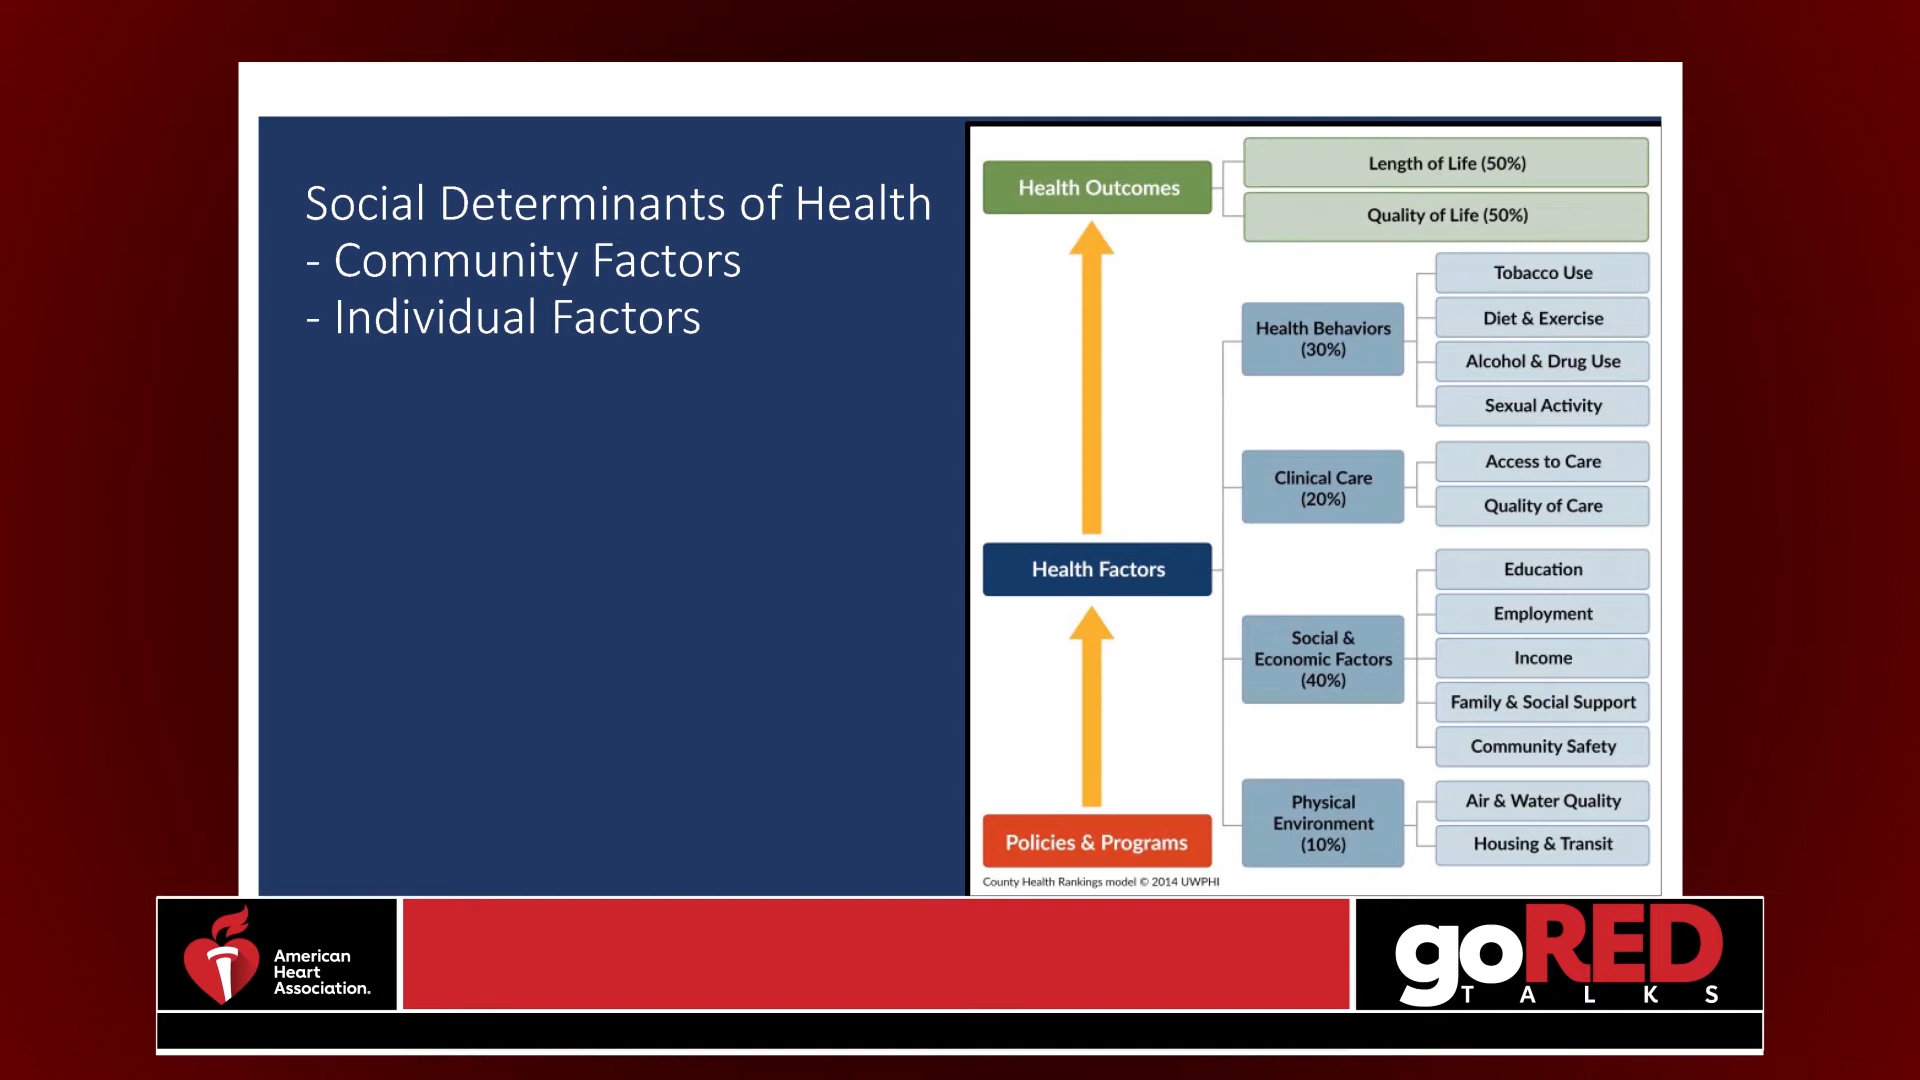 Social Determinants of Health
- Community Factors
- Individual Factors
Health Outcomes
Length of Life (50%)
Quality of Life (50%)
Health Factors
Health Behaviors
(30%)
Tobacco Use
Diet & Exercise
Alcohol & Drug Use
Sexual Activity
Clinical Care
(20%)
Access to Care
Quality of Care
Social &
Economic Factors
(40%)
Education
Employment
Income
Family & Social Support
Community Safety
Physical
Environment
(10%)
Air & Water Quality
Housing & Transit
Policies & Programs
County Health Rankings model © 2014 UWPHI
American
Heart
Association.
goRED
TALKS